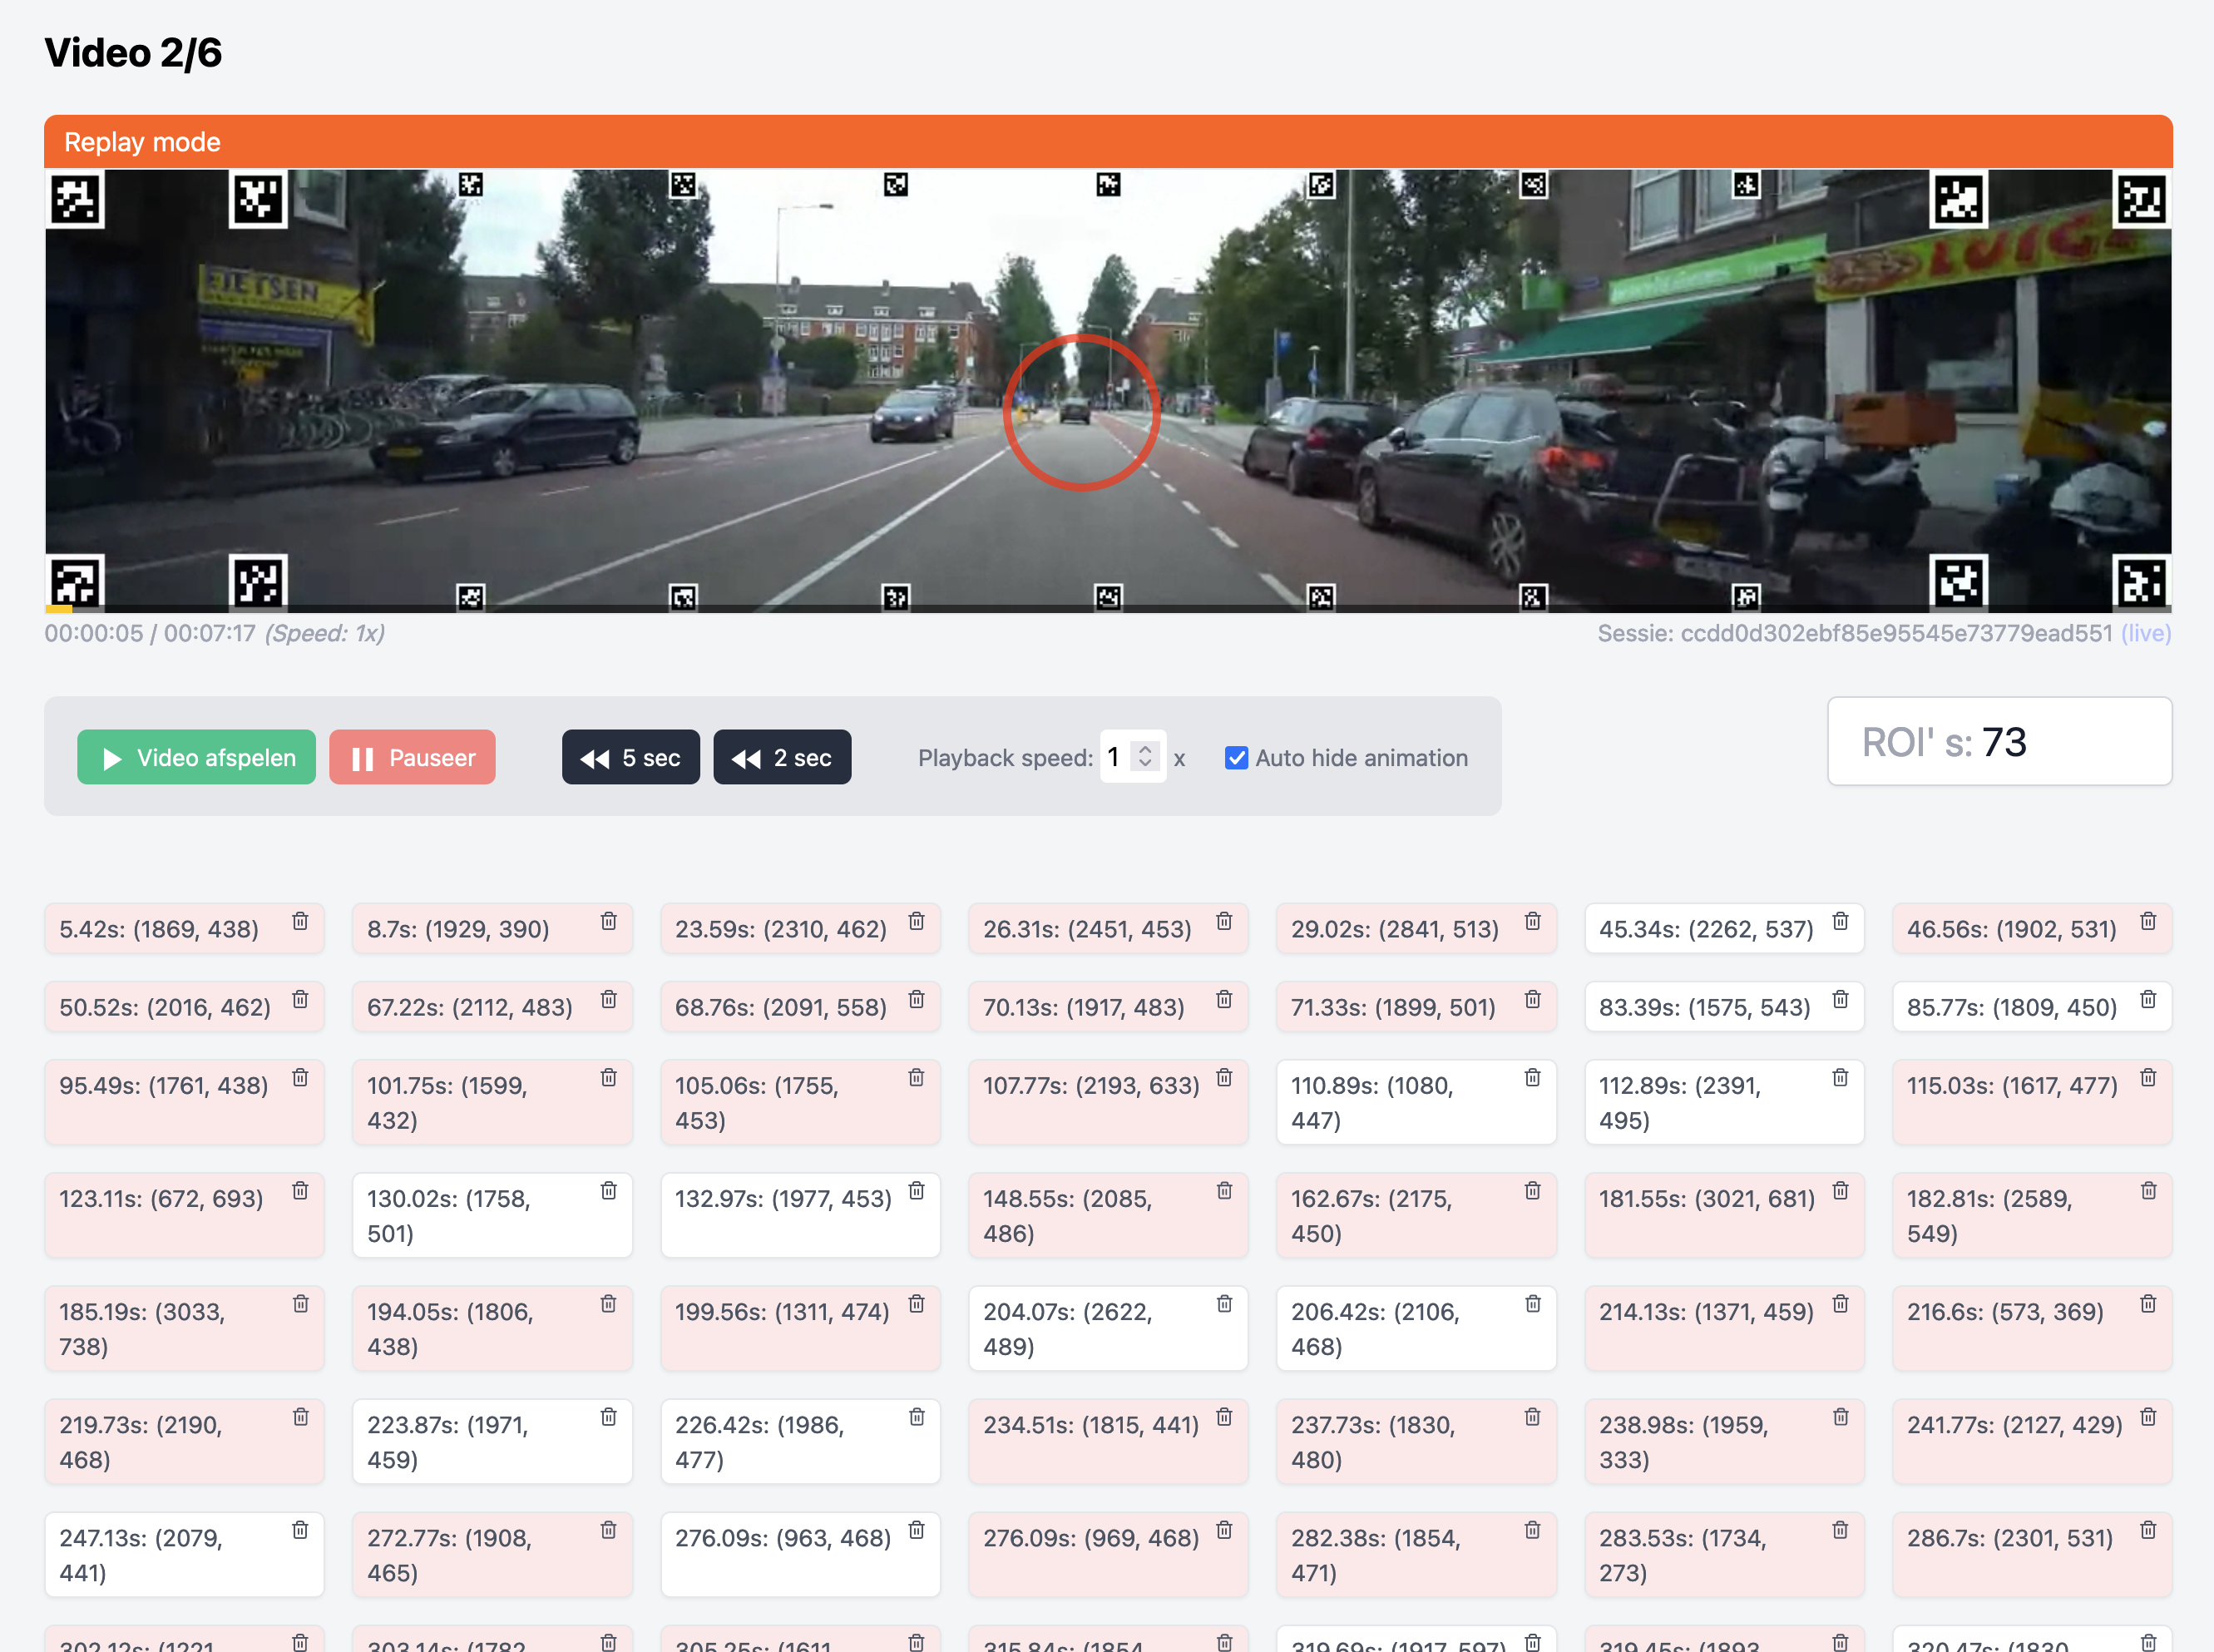 Video 2/6
Replay mode
FIETSEN
LUIGI
00:00:05 / 00:07:17 (Speed: 1x)
Sessie: ccdd0d302ebf85e95545e73779ead551 (live)
Video afspelen
Pauseer
5 sec
2 sec
Playback speed: 1 x
Auto hide animation
ROI' s: 73
5.42s: (1869, 438)
8.7s: (1929, 390)
23.59s: (2310, 462)
26.31s: (2451, 453)
29.02s: (2841, 513)
45.34s: (2262, 537)
46.56s: (1902, 531)
50.52s: (2016, 462)
67.22s: (2112, 483)
68.76s: (2091, 558)
70.13s: (1917, 483)
71.33s: (1899, 501)
83.39s: (1575, 543)
85.77s: (1809, 450)
95.49s: (1761, 438)
101.75s: (1599,
432)
105.06s: (1755,
453)
107.77s: (2193, 633)
110.89s: (1080,
447)
112.89s: (2391,
495)
115.03s: (1617, 477)
123.11s: (672, 693)
130.02s: (1758,
501)
132.97s: (1977, 453)
148.55s: (2085,
486)
162.67s: (2175,
450)
181.55s: (3021, 681)
182.81s: (2589,
549)
185.19s: (3033,
738)
194.05s: (1806,
438)
199.56s: (1311, 474)
204.07s: (2622,
489)
206.42s: (2106,
468)
214.13s: (1371, 459)
216.6s: (573, 369)
219.73s: (2190,
468)
223.87s: (1971,
459)
226.42s: (1986,
477)
234.51s: (1815, 441)
237.73s: (1830,
480)
238.98s: (1959,
333)
241.77s: (2127, 429)
247.13s: (2079,
441)
272.77s: (1908,
465)
276.09s: (963, 468)
276.09s: (969, 468)
282.38s: (1854,
471)
283.53s: (1734,
273)
286.7s: (2301, 531)
302.12s: (1221,
303.14s: (1782,
305.25s: (1611,
315.84s: (1854,
319.69s: (1917, 597)
319.45s: (1893,
320.47s: (1830,